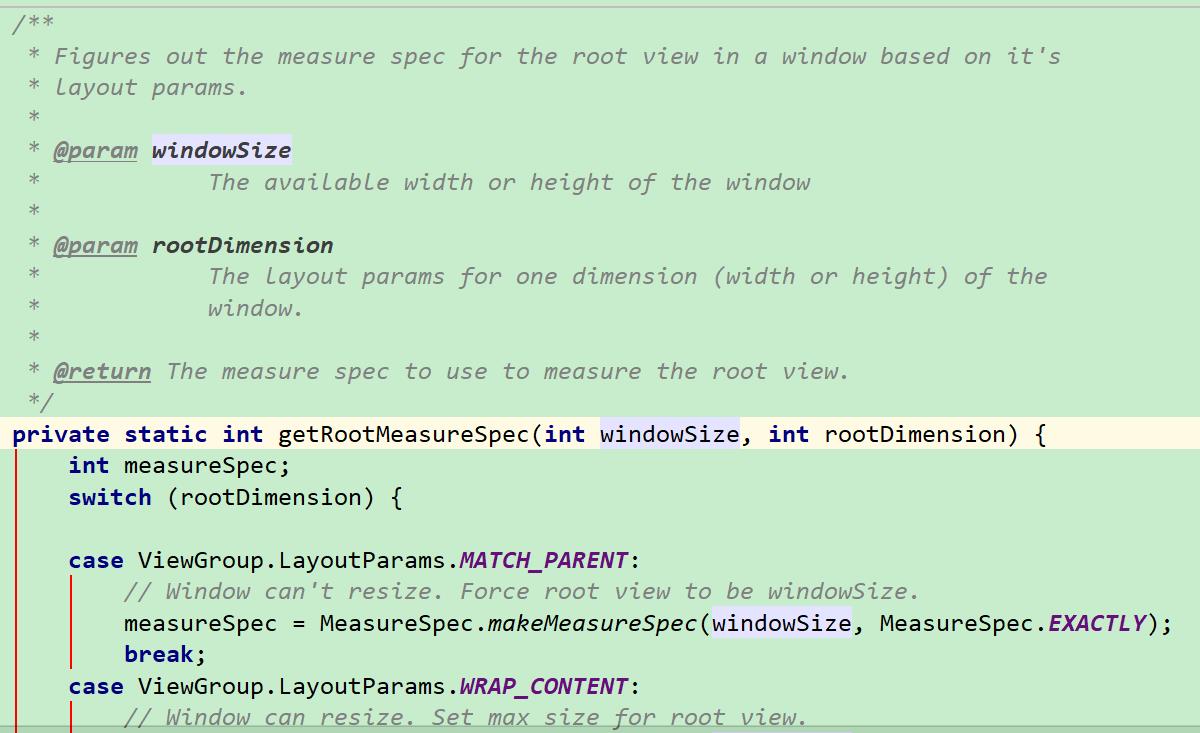 /**
 * Figures out the measure spec for the root view in a window based on it's
 * layout params.
 *
 * @param windowSize
 *            The available width or height of the window
 *
 * @param rootDimension
 *            The layout params for one dimension (width or height) of the
 *            window.
 *
 * @return The measure spec to use to measure the root view.
 */
private static int getRootMeasureSpec(int windowSize, int rootDimension) {
    int measureSpec;
    switch (rootDimension) {

    case ViewGroup.LayoutParams.MATCH_PARENT:
        // Window can't resize. Force root view to be windowSize.
        measureSpec = MeasureSpec.makeMeasureSpec(windowSize, MeasureSpec.EXACTLY);
        break;
    case ViewGroup.LayoutParams.WRAP_CONTENT:
        // Window can resize. Set max size for root view.